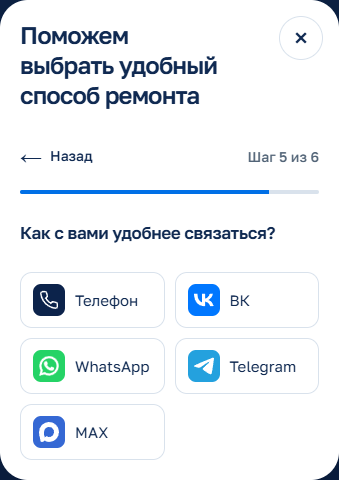 Поможем
выбрать удобный
способ ремонта
Назад
Шаг 5 из 6
Как с вами удобнее связаться?
Телефон
ВК
WhatsApp
Telegram
MAX